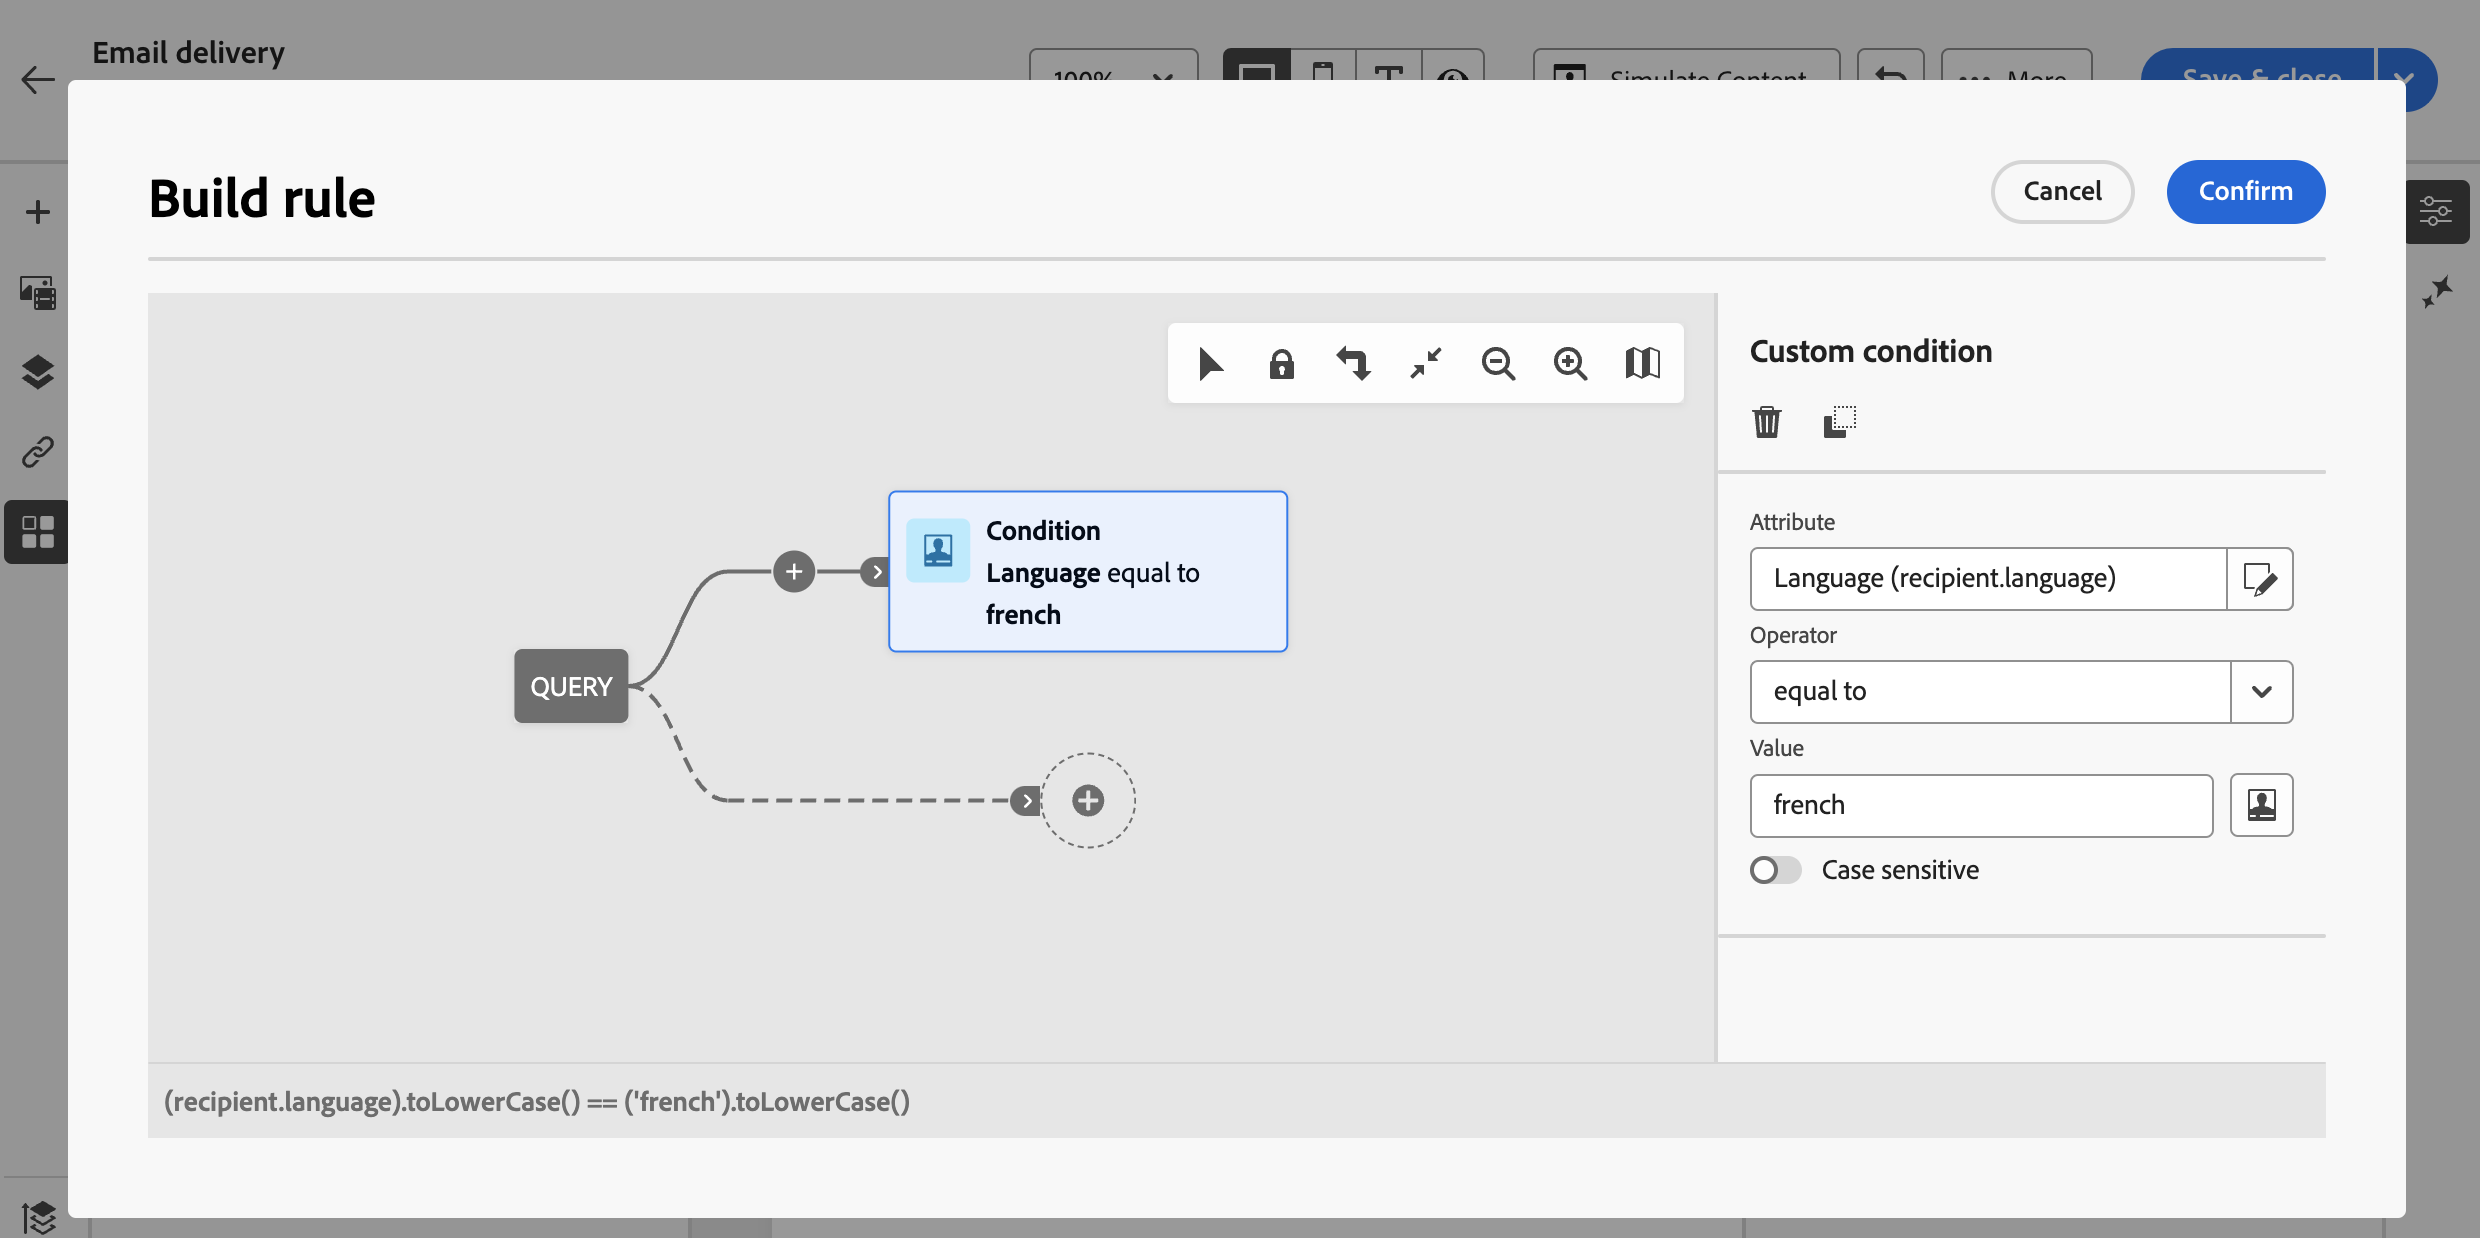 Email delivery
100%
Simulate Content
More
Save & close
Build rule
Cancel
Confirm
Custom condition
Condition
Language equal to
french
QUERY
Attribute
Language (recipient.language)
Operator
equal to
Value
french
Case sensitive
(recipient.language).toLowerCase() == ('french').toLowerCase()